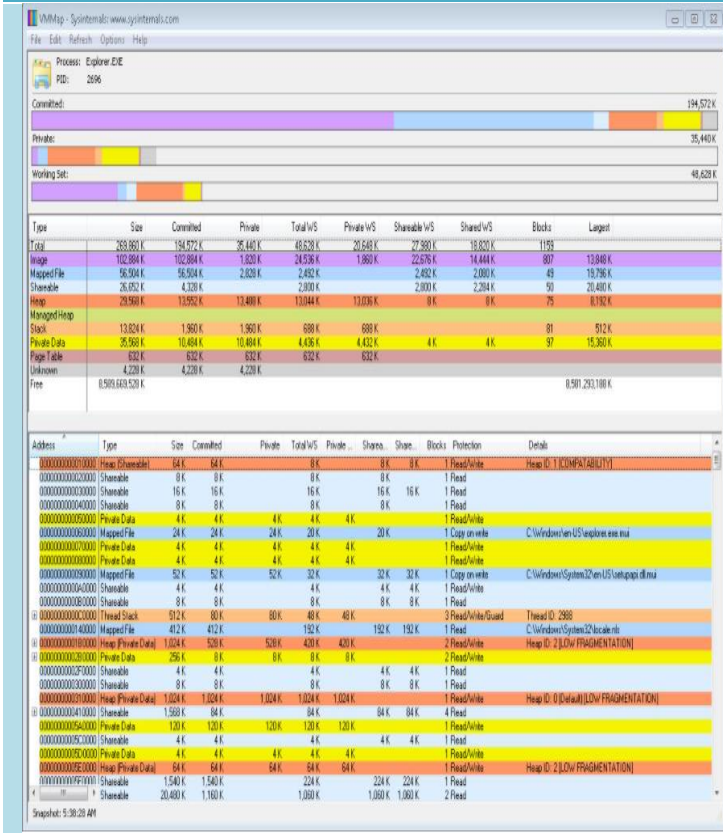 VMMap - Sysinternals: www.sysinternals.com
File Edit Refresh Options Help
Process: Explorer.EXE
PID: 2696
Committed: 194,572 K
Private: 35,440 K
Working Set: 48,628 K
Type Size Committed Private Total WS Private WS Shareable WS Shared WS Blocks Largest
Total 269,860 K 194,572 K 35,440 K 48,628 K 20,648 K 27,980 K 18,820 K 1159
Image 102,884 K 102,884 K 1,820 K 24,536 K 1,860 K 22,676 K 14,444 K 807 13,848 K
Mapped File 56,504 K 56,504 K 2,828 K 2,492 K 2,492 K 2,080 K 49 19,796 K
Shareable 26,652 K 4,328 K 2,800 K 2,800 K 2,284 K 50 20,480 K
Heap 29,568 K 13,552 K 13,488 K 13,044 K 13,036 K 8 K 8 K 75 8,192 K
Managed Heap
Stack 13,824 K 1,960 K 1,960 K 688 K 688 K 81 512 K
Private Data 35,568 K 10,484 K 10,484 K 4,436 K 4,432 K 4 K 4 K 97 15,360 K
Page Table 632 K 632 K 632 K 632 K 632 K
Unknown 4,228 K 4,228 K 4,228 K
Free 8,589,669,528 K 8,581,293,188 K
Address Type Size Committed Private Total WS Private ... Sharea... Share... Blocks Protection Details
0000000000010000 Heap (Shareable) 64 K 64 K 8 K 8 K 8 K 1 Read/Write Heap ID: 1 [COMPATABILITY]
0000000000020000 Shareable 8 K 8 K 8 K 8 K 1 Read
0000000000030000 Shareable 16 K 16 K 16 K 16 K 16 K 1 Read
0000000000040000 Shareable 8 K 8 K 8 K 8 K 1 Read
0000000000050000 Private Data 4 K 4 K 4 K 4 K 4 K 1 Read/Write
0000000000060000 Mapped File 24 K 24 K 24 K 20 K 20 K 1 Copy on write C:\Windows\en-US\explorer.exe.mui
0000000000070000 Private Data 4 K 4 K 4 K 4 K 4 K 1 Read/Write
0000000000080000 Private Data 4 K 4 K 4 K 4 K 4 K 1 Read/Write
0000000000090000 Mapped File 52 K 52 K 52 K 32 K 32 K 32 K 1 Copy on write C:\Windows\System32\en-US\setupapi.dll.mui
00000000000A0000 Shareable 4 K 4 K 4 K 4 K 4 K 1 Read/Write
00000000000B0000 Shareable 8 K 8 K 8 K 8 K 1 Read
00000000000C0000 Thread Stack 512 K 80 K 80 K 48 K 48 K 3 Read/Write/Guard Thread ID: 2988
0000000000140000 Mapped File 412 K 412 K 192 K 192 K 192 K 1 Read C:\Windows\System32\locale.nls
00000000001B0000 Heap (Private Data) 1,024 K 528 K 528 K 420 K 420 K 2 Read/Write Heap ID: 2 [LOW FRAGMENTATION]
00000000002B0000 Private Data 256 K 8 K 8 K 8 K 8 K 2 Read/Write
00000000002F0000 Shareable 4 K 4 K 4 K 4 K 4 K 1 Read
0000000000300000 Shareable 8 K 8 K 8 K 8 K 8 K 1 Read
0000000000310000 Heap (Private Data) 1,024 K 1,024 K 1,024 K 1,024 K 1,024 K 1 Read/Write Heap ID: 0 [Default] [LOW FRAGMENTATION]
0000000000410000 Shareable 1,568 K 84 K 84 K 84 K 84 K 4 Read
00000000005A0000 Private Data 120 K 120 K 120 K 120 K 120 K 1 Read/Write
00000000005C0000 Shareable 4 K 4 K 4 K 4 K 4 K 1 Read
00000000005D0000 Private Data 4 K 4 K 4 K 4 K 4 K 1 Read/Write
00000000005E0000 Heap (Private Data) 64 K 64 K 64 K 64 K 64 K 1 Read/Write Heap ID: 2 [LOW FRAGMENTATION]
00000000005F0000 Shareable 1,540 K 1,540 K 224 K 224 K 224 K 1 Read
Shareable 20,480 K 1,160 K 1,060 K 1,060 K 1,060 K 2 Read
Snapshot: 5:38:28 AM